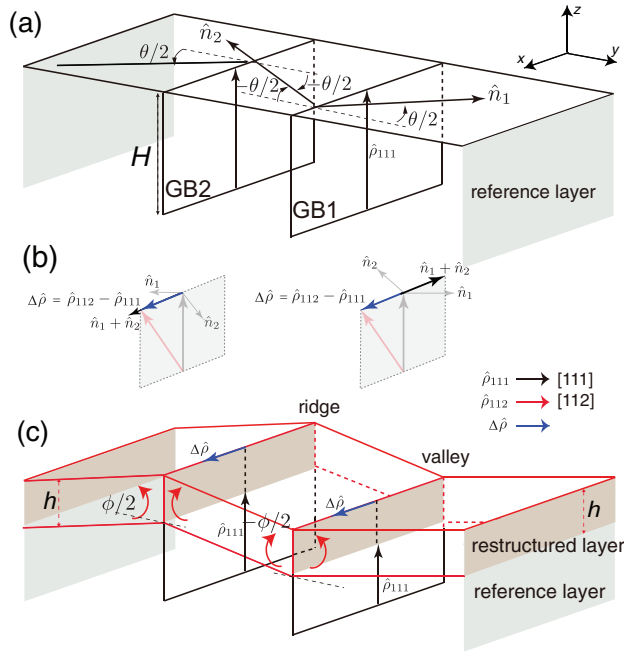 (a)
n̂₂
z
x
y
θ/2
−θ/2
−θ/2
θ/2
n̂₁
H
ρ̂₁₁₁
GB2
GB1
reference layer
(b)
n̂₁
Δρ̂ = ρ̂₁₁₂ − ρ̂₁₁₁
n̂₁ + n̂₂
n̂₂
n̂₁ + n̂₂
n̂₂
Δρ̂ = ρ̂₁₁₂ − ρ̂₁₁₁
n̂₁
ρ̂₁₁₁ [111]
ρ̂₁₁₂ [112]
Δρ̂
(c)
ridge
valley
Δρ̂
Δρ̂
h
ϕ/2
ρ̂₁₁₁
−ϕ/2
h
restructured layer
ρ̂₁₁₁
reference layer